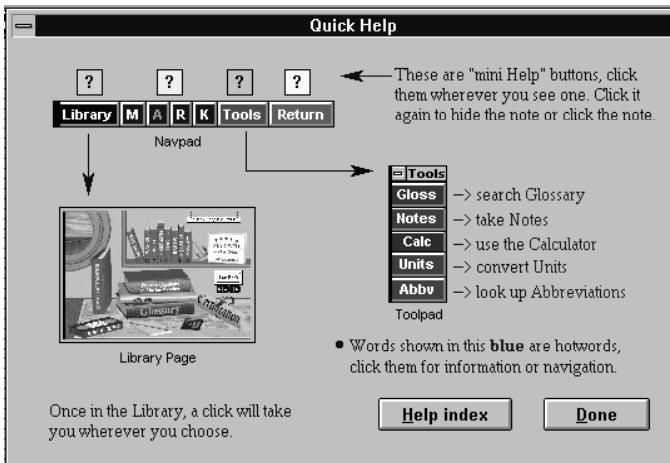 Quick Help
? ? ? ?
These are "mini Help" buttons, click
them wherever you see one. Click it
again to hide the note or click the note.
Library M A R K Tools Return
Navpad
Tools
Gloss —> search Glossary
Notes —> take Notes
Calc —> use the Calculator
Units —> convert Units
Abbv —> look up Abbreviations
Toolpad
Glossary
Certification
Library Page
● Words shown in this blue are hotwords,
click them for information or navigation.
Once in the Library, a click will take
you wherever you choose.
Help index Done